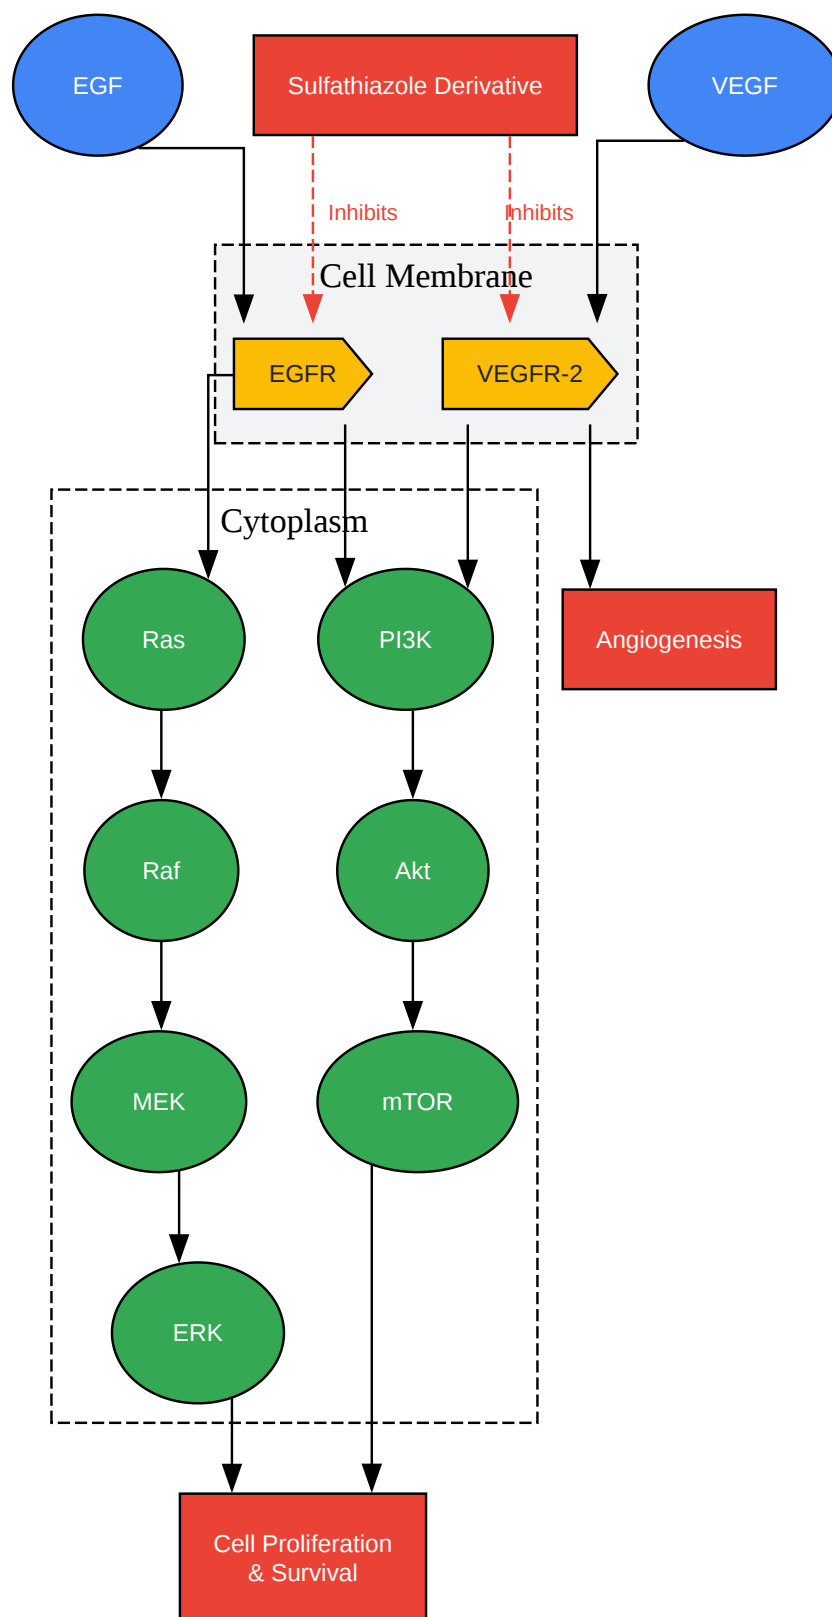 EGF
Sulfathiazole Derivative
VEGF
Inhibits
Inhibits
Cell Membrane
EGFR
VEGFR-2
Cytoplasm
Ras
PI3K
Angiogenesis
Raf
Akt
MEK
mTOR
ERK
Cell Proliferation
& Survival